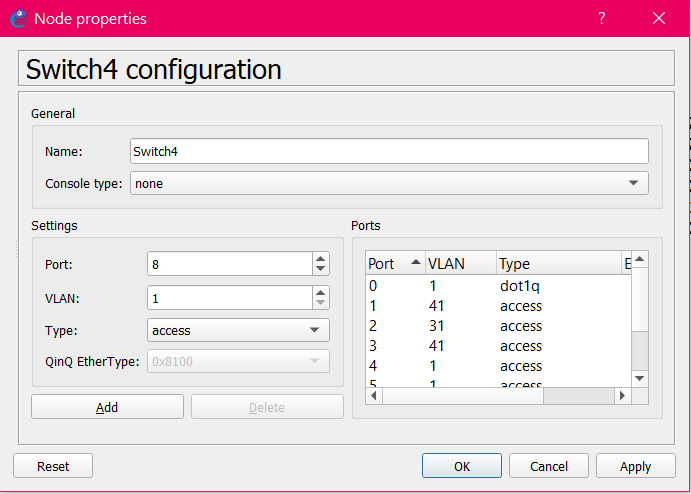 Node properties
?
Switch4 configuration
General
Name: Switch4
Console type: none
Settings
Port: 8
VLAN: 1
Type: access
QinQ EtherType: 0x8100
Add Delete
Ports
Port VLAN Type
0 1 dot1q
1 41 access
2 31 access
3 41 access
4 1 access
5 1 access
Reset OK Cancel Apply